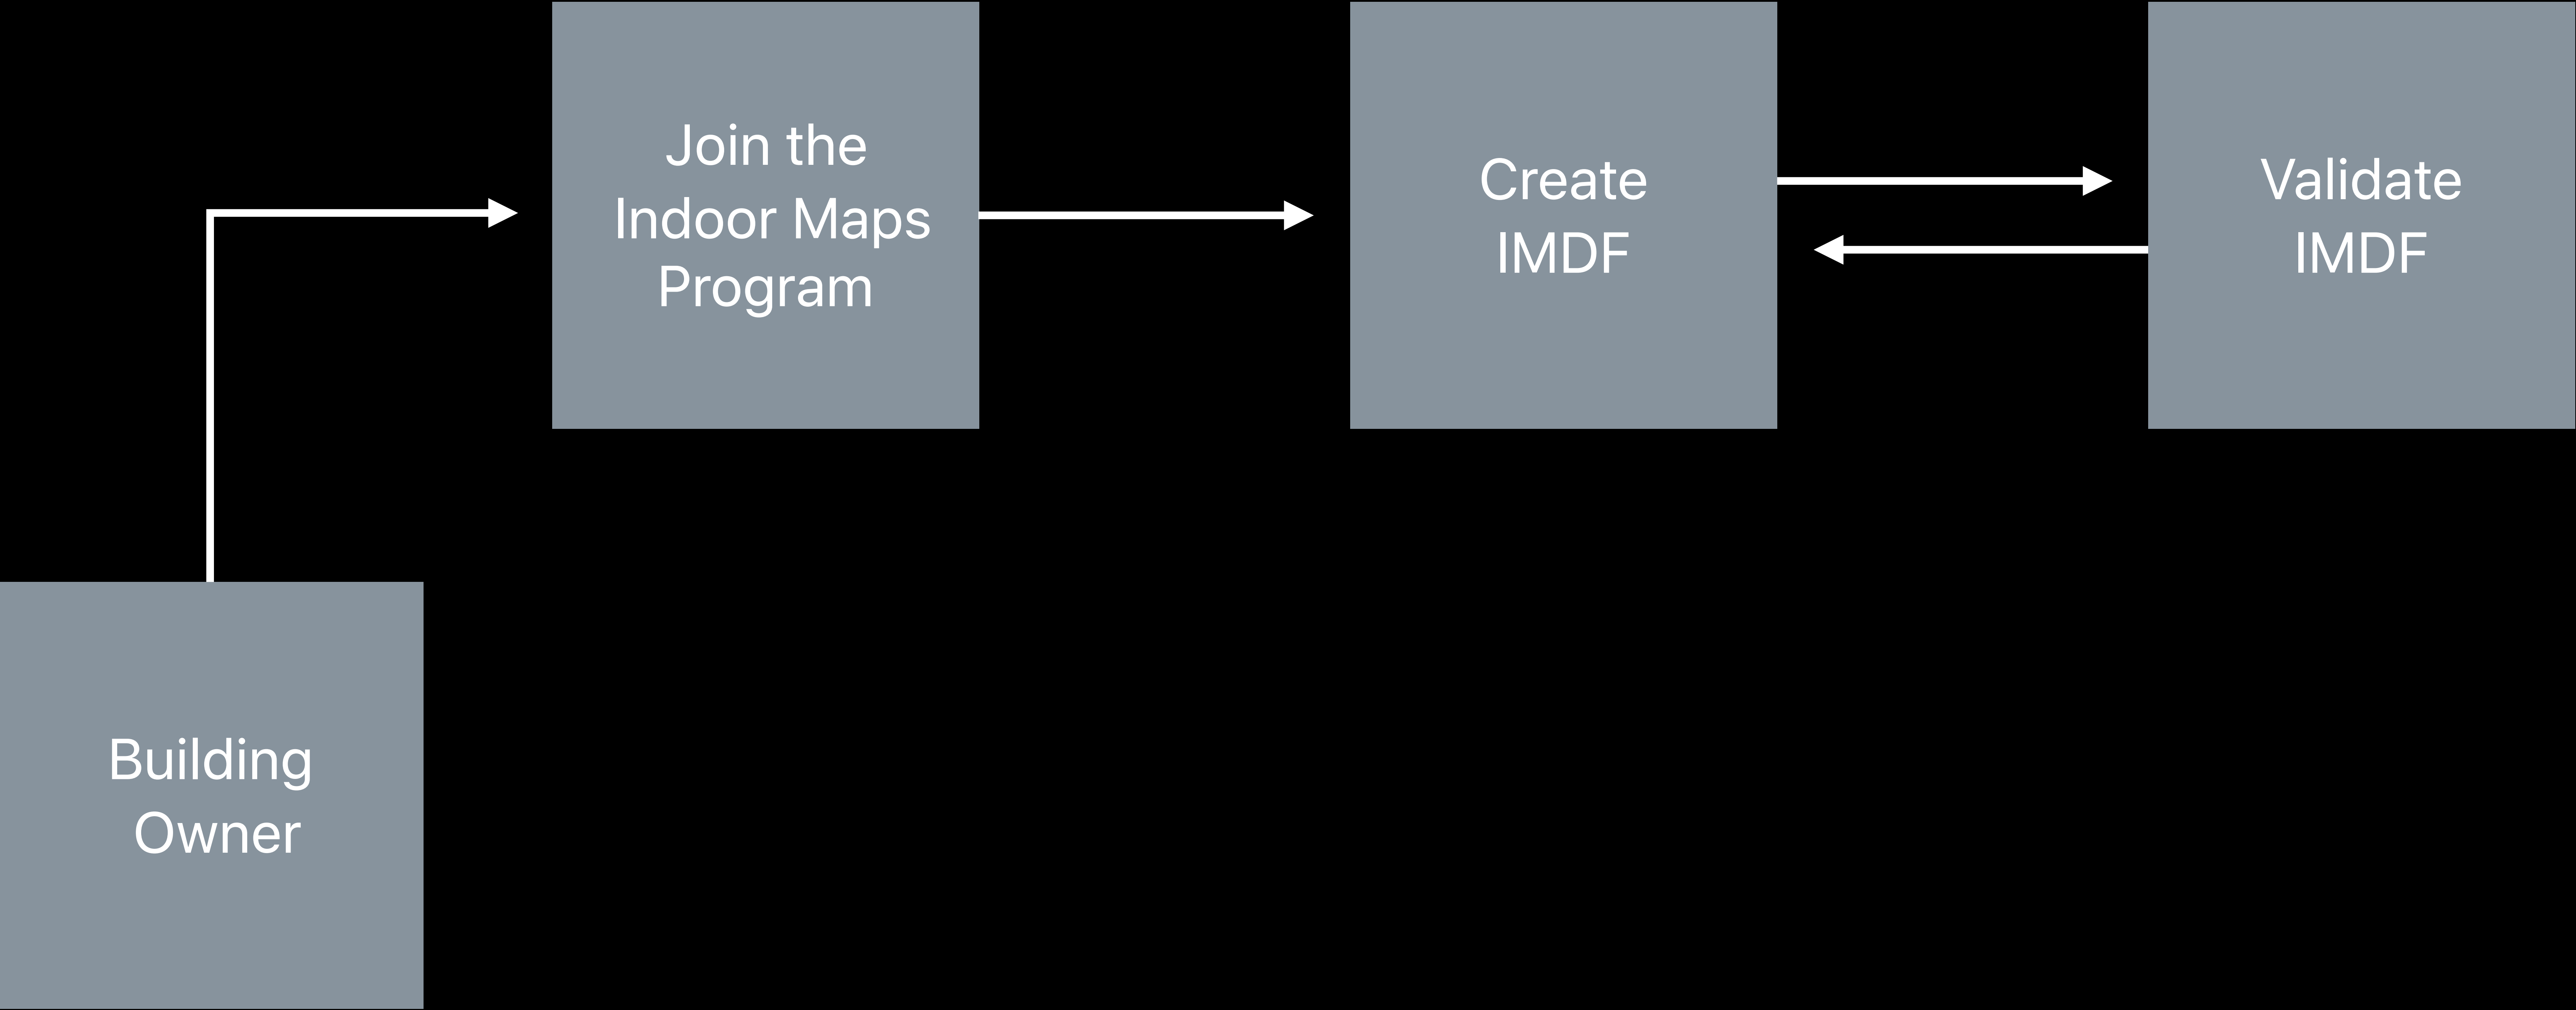 Join the
Indoor Maps
Program
Create
IMDF
Validate
IMDF
Building
Owner